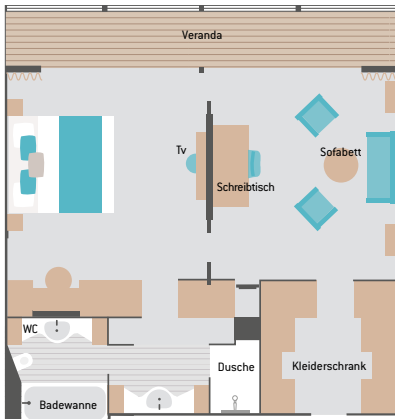 Veranda
Tv
Sofabett
Schreibtisch
WC
Dusche
Kleiderschrank
Badewanne